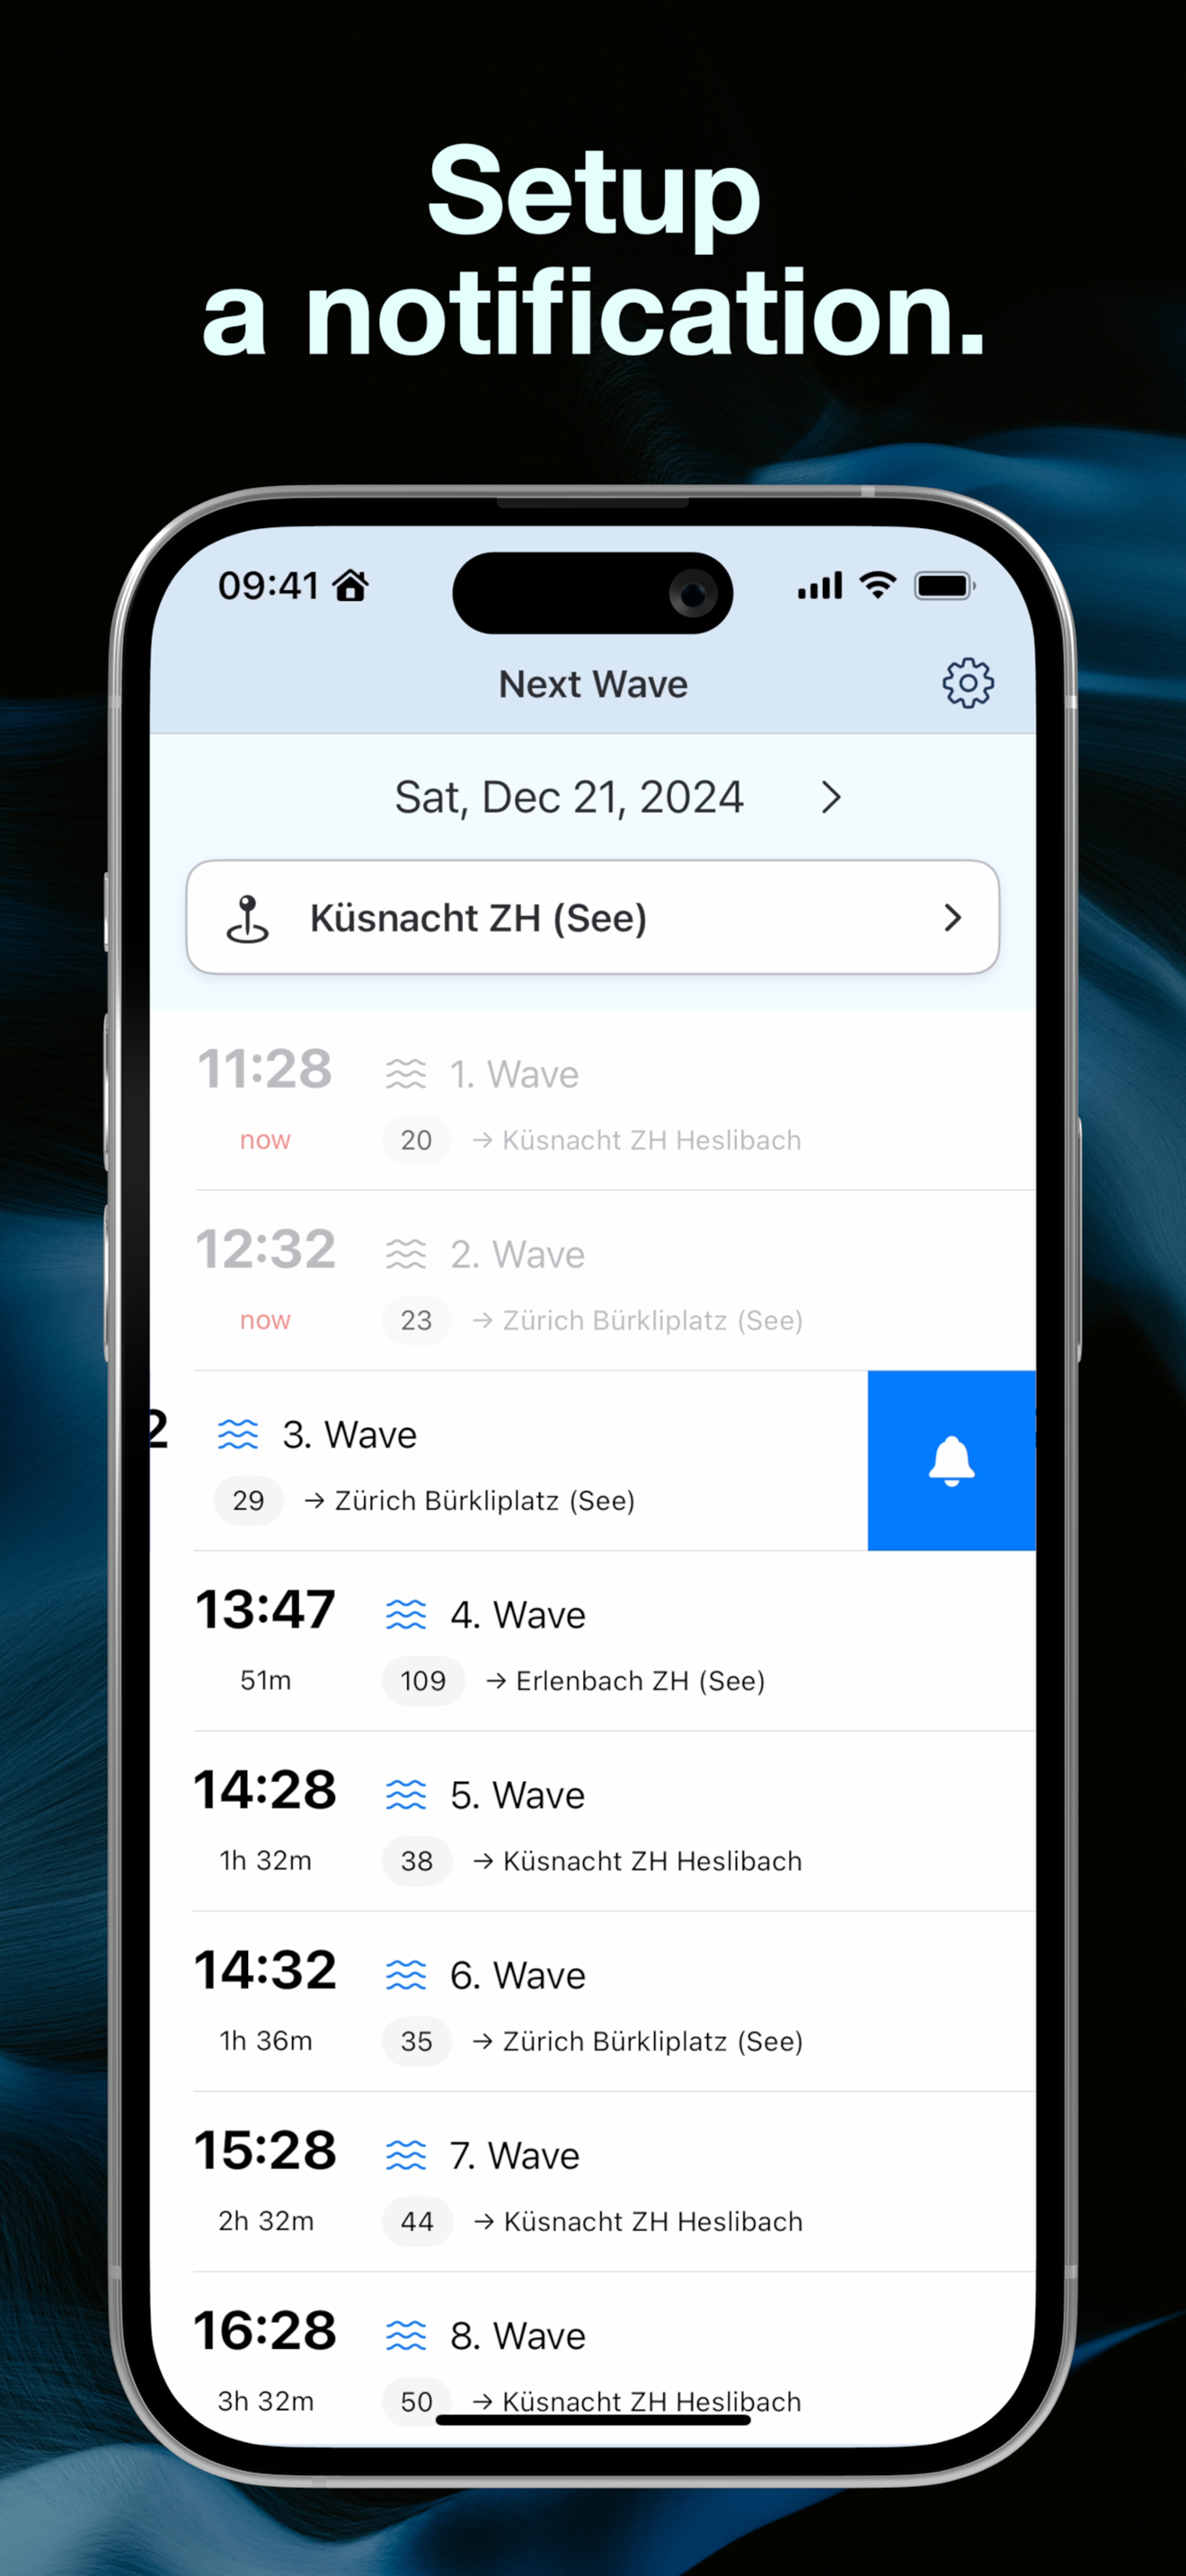 Setup
a notification.
09:41
Next Wave
Sat, Dec 21, 2024
Küsnacht ZH (See)
11:28 1. Wave
now 20 → Küsnacht ZH Heslibach
12:32 2. Wave
now 23 → Zürich Bürkliplatz (See)
2 3. Wave
29 → Zürich Bürkliplatz (See)
13:47 4. Wave
51m 109 → Erlenbach ZH (See)
14:28 5. Wave
1h 32m 38 → Küsnacht ZH Heslibach
14:32 6. Wave
1h 36m 35 → Zürich Bürkliplatz (See)
15:28 7. Wave
2h 32m 44 → Küsnacht ZH Heslibach
16:28 8. Wave
3h 32m 50 → Küsnacht ZH Heslibach